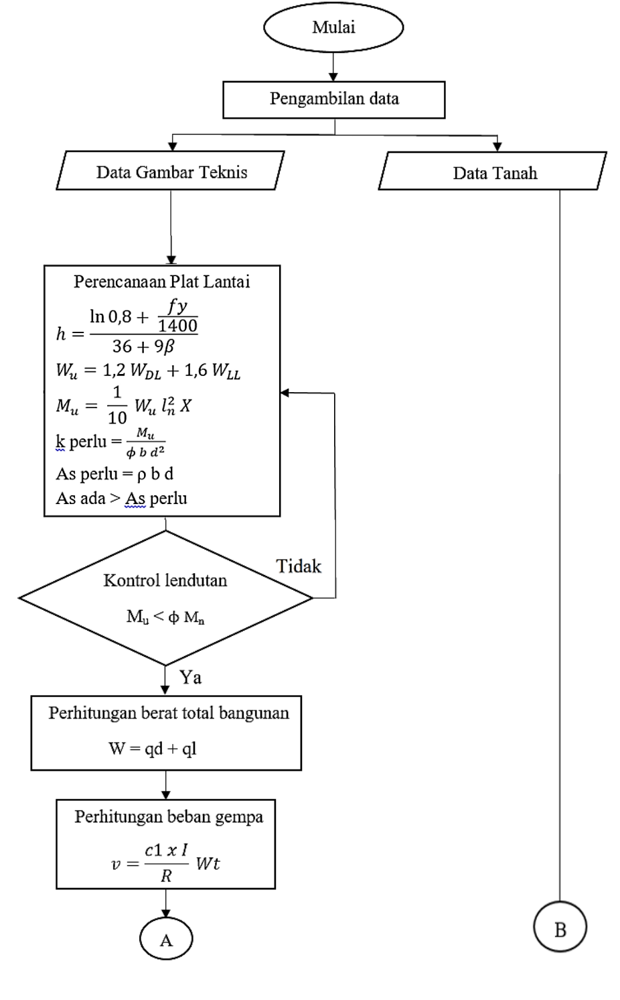 Mulai
Pengambilan data
Data Gambar Teknis
Data Tanah
Perencanaan Plat Lantai
h = (ln 0,8 + fy/1400) / (36 + 9β)
Wᵤ = 1,2 W_DL + 1,6 W_LL
Mᵤ = 1/10 Wᵤ lₙ² X
k perlu = Mᵤ / (ϕ b d²)
As perlu = ρ b d
As ada > As perlu
Tidak
Kontrol lendutan
Mᵤ < ϕ Mₙ
Ya
Perhitungan berat total bangunan
W = qd + ql
Perhitungan beban gempa
v = (c1 x I) / R Wt
A
B